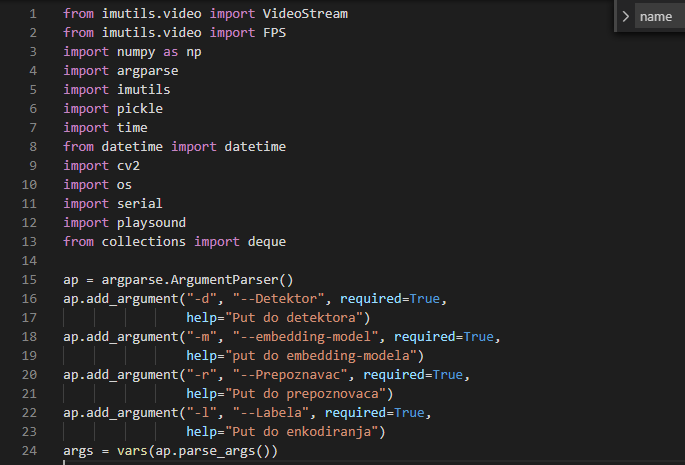 1 from imutils.video import VideoStream
2 from imutils.video import FPS
3 import numpy as np
4 import argparse
5 import imutils
6 import pickle
7 import time
8 from datetime import datetime
9 import cv2
10 import os
11 import serial
12 import playsound
13 from collections import deque
14
15 ap = argparse.ArgumentParser()
16 ap.add_argument("-d", "--Detektor", required=True,
17 help="Put do detektora")
18 ap.add_argument("-m", "--embedding-model", required=True,
19 help="put do embedding-modela")
20 ap.add_argument("-r", "--Prepoznavac", required=True,
21 help="Put do prepoznovaca")
22 ap.add_argument("-l", "--Labela", required=True,
23 help="Put do enkodiranja")
24 args = vars(ap.parse_args())
> name